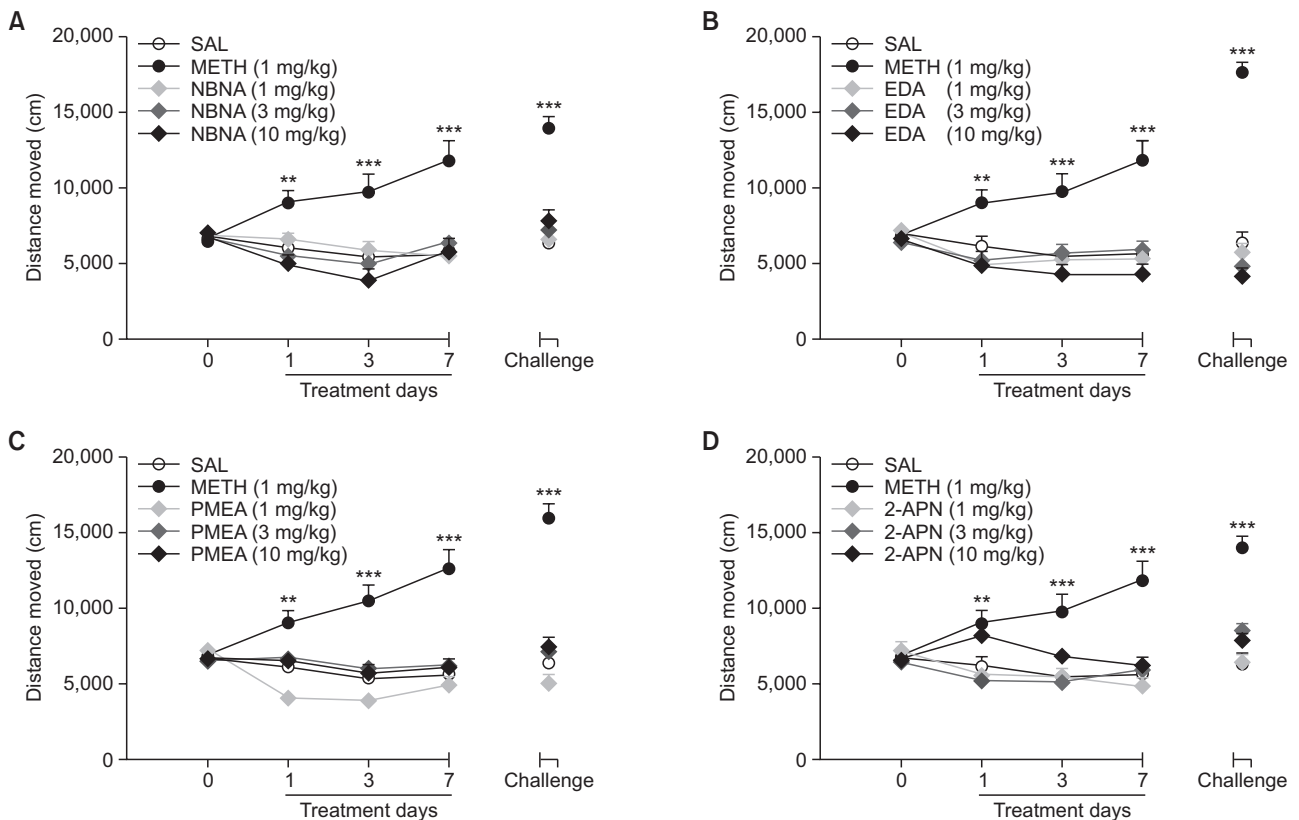 A
20,000
15,000
10,000
5,000
0
Distance moved (cm)
SAL
METH (1 mg/kg)
NBNA (1 mg/kg)
NBNA (3 mg/kg)
NBNA (10 mg/kg)
**
***
***
***
0 1 3 7 Challenge
Treatment days
B
20,000
15,000
10,000
5,000
0
Distance moved (cm)
SAL
METH (1 mg/kg)
EDA (1 mg/kg)
EDA (3 mg/kg)
EDA (10 mg/kg)
**
***
***
***
0 1 3 7 Challenge
Treatment days
C
20,000
15,000
10,000
5,000
0
Distance moved (cm)
SAL
METH (1 mg/kg)
PMEA (1 mg/kg)
PMEA (3 mg/kg)
PMEA (10 mg/kg)
**
***
***
***
0 1 3 7 Challenge
Treatment days
D
20,000
15,000
10,000
5,000
0
Distance moved (cm)
SAL
METH (1 mg/kg)
2-APN (1 mg/kg)
2-APN (3 mg/kg)
2-APN (10 mg/kg)
**
***
***
***
0 1 3 7 Challenge
Treatment days